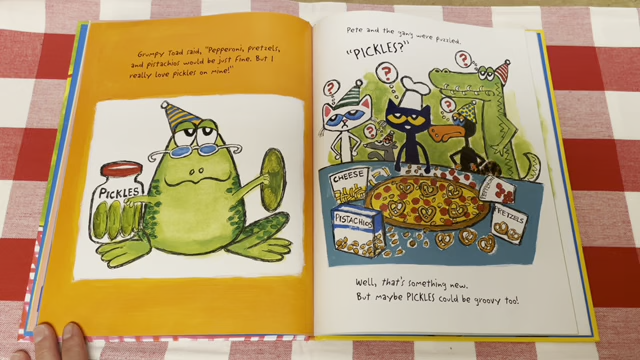 Grumpy Toad said, "Pepperoni, pretzels,
and pistachios would be just fine. But I
really love pickles on mine!"
PICKLES
Pete and the gang were puzzled.
"PICKLES?"
?
?
?
?
?
CHEESE
PISTACHIOS
PRETZELS
Well, that's something new.
But maybe PICKLES could be groovy too!